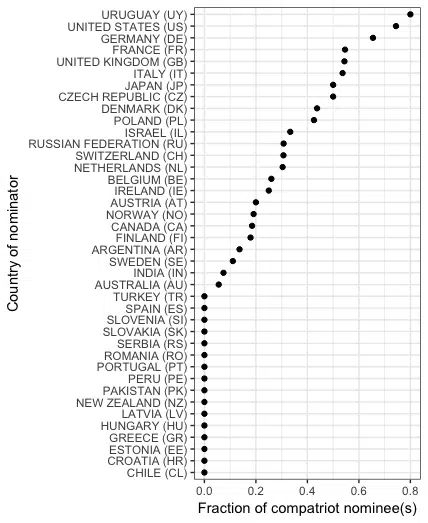 URUGUAY (UY)
UNITED STATES (US)
GERMANY (DE)
FRANCE (FR)
UNITED KINGDOM (GB)
ITALY (IT)
JAPAN (JP)
CZECH REPUBLIC (CZ)
DENMARK (DK)
POLAND (PL)
ISRAEL (IL)
RUSSIAN FEDERATION (RU)
SWITZERLAND (CH)
NETHERLANDS (NL)
BELGIUM (BE)
IRELAND (IE)
AUSTRIA (AT)
NORWAY (NO)
CANADA (CA)
FINLAND (FI)
ARGENTINA (AR)
SWEDEN (SE)
INDIA (IN)
AUSTRALIA (AU)
TURKEY (TR)
SPAIN (ES)
SLOVENIA (SI)
SLOVAKIA (SK)
SERBIA (RS)
ROMANIA (RO)
PORTUGAL (PT)
PERU (PE)
PAKISTAN (PK)
NEW ZEALAND (NZ)
LATVIA (LV)
HUNGARY (HU)
GREECE (GR)
ESTONIA (EE)
CROATIA (HR)
CHILE (CL)
Country of nominator
0.0 0.2 0.4 0.6 0.8
Fraction of compatriot nominee(s)